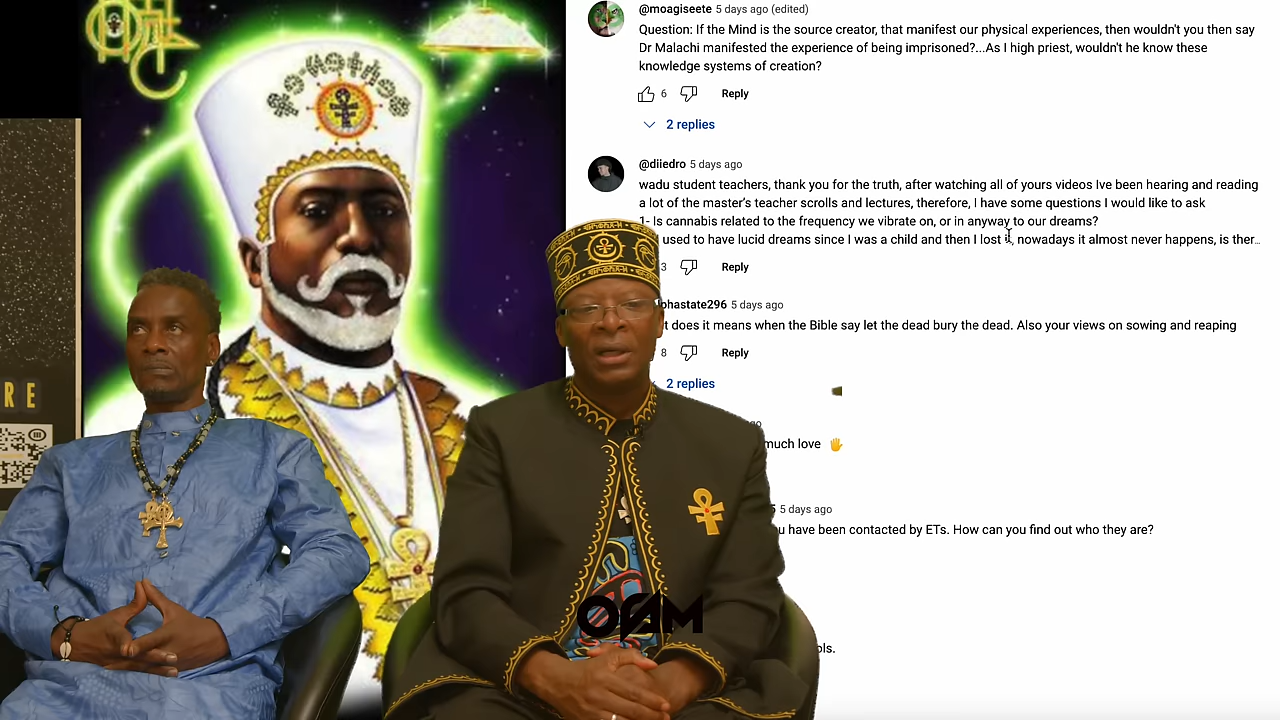 @moagiseete 5 days ago (edited)
Question: If the Mind is the source creator, that manifest our physical experiences, then wouldn't you then say
Dr Malachi manifested the experience of being imprisoned?...As I high priest, wouldn't he know these
knowledge systems of creation?
6 Reply
2 replies
@diiedro 5 days ago
wadu student teachers, thank you for the truth, after watching all of yours videos Ive been hearing and reading
a lot of the master's teacher scrolls and lectures, therefore, I have some questions I would like to ask
1- Is cannabis related to the frequency we vibrate on, or in anyway to our dreams?
used to have lucid dreams since I was a child and then I lost it, nowadays it almost never happens, is ther...
3 Reply
phastate296 5 days ago
t does it means when the Bible say let the dead bury the dead. Also your views on sowing and reaping
8 Reply
2 replies
go
RE
much love 🖐
5 5 days ago
u have been contacted by ETs. How can you find out who they are?
OFAM
ols.